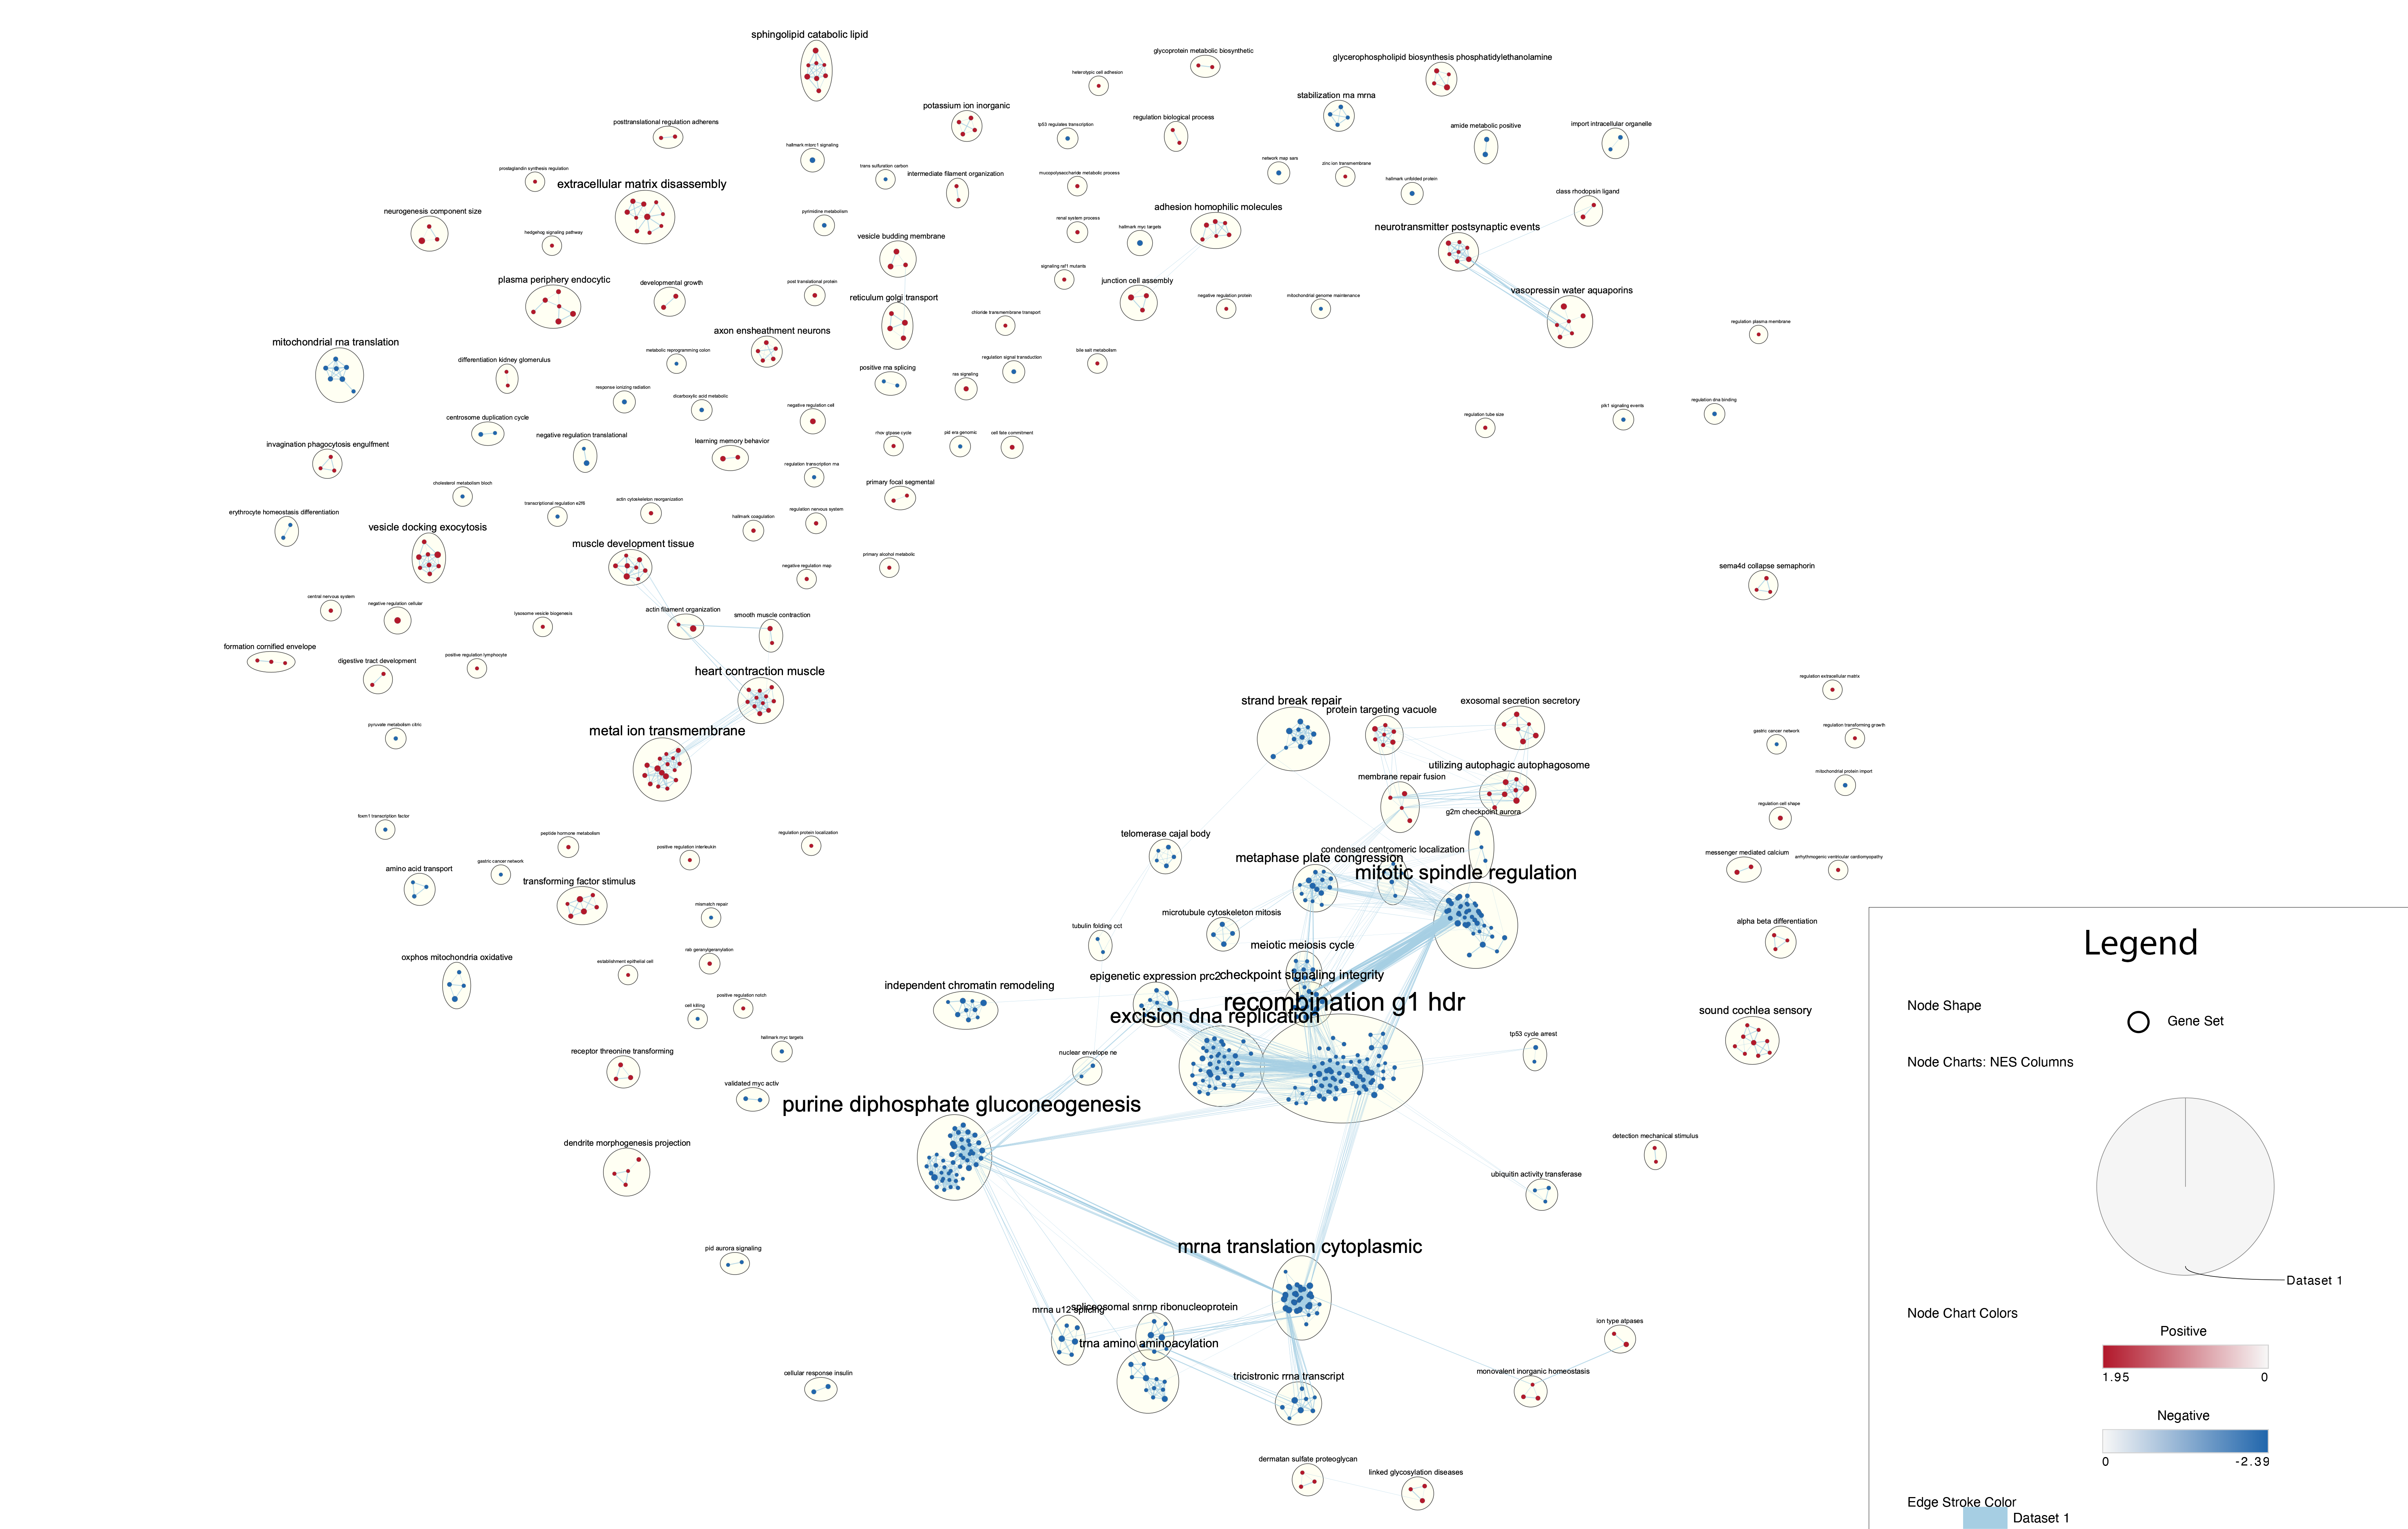 sphingolipid catabolic lipid
glycoprotein metabolic biosynthetic
glycerophospholipid biosynthesis phosphatidylethanolamine
heterotypic cell adhesion
stabilization rna mrna
potassium ion inorganic
posttranslational regulation adherens
tp53 regulates transcription
regulation biological process
amide metabolic positive
import intracellular organelle
hallmark mtorc1 signaling
trans sulfuration carbon
network map sars
zinc ion transmembrane
prostaglandin synthesis regulation
intermediate filament organization
mucopolysaccharide metabolic process
hallmark unfolded protein
extracellular matrix disassembly
class rhodopsin ligand
neurogenesis component size
pyrimidine metabolism
adhesion homophilic molecules
renal system process
hallmark myc targets
neurotransmitter postsynaptic events
hedgehog signaling pathway
vesicle budding membrane
signaling raf1 mutants
plasma periphery endocytic
developmental growth
post translational protein
junction cell assembly
vasopressin water aquaporins
reticulum golgi transport
negative regulation protein
mitochondrial genome maintenance
chloride transmembrane transport
regulation plasma membrane
axon ensheathment neurons
mitochondrial rna translation
metabolic reprogramming colon
differentiation kidney glomerulus
regulation signal transduction
bile salt metabolism
positive rna splicing
ras signaling
response ionizing radiation
dicarboxylic acid metabolic
negative regulation cell
plk1 signaling events
regulation dna binding
regulation tube size
centrosome duplication cycle
negative regulation translational
learning memory behavior
rhov gtpase cycle
pid era genomic
cell fate commitment
invagination phagocytosis engulfment
regulation transcription rna
cholesterol metabolism bloch
primary focal segmental
transcriptional regulation e2f6
actin cytoskeleton reorganization
erythrocyte homeostasis differentiation
hallmark coagulation
regulation nervous system
vesicle docking exocytosis
muscle development tissue
primary alcohol metabolic
negative regulation map
sema4d collapse semaphorin
central nervous system
negative regulation cellular
lysosome vesicle biogenesis
actin filament organization
smooth muscle contraction
formation cornified envelope
digestive tract development
positive regulation lymphocyte
heart contraction muscle
regulation extracellular matrix
strand break repair
protein targeting vacuole
exosomal secretion secretory
pyruvate metabolism citric
metal ion transmembrane
gastric cancer network
regulation transforming growth
utilizing autophagic autophagosome
membrane repair fusion
mitochondrial protein import
regulation cell shape
foxm1 transcription factor
g2m checkpoint aurora
peptide hormone metabolism
regulation protein localization
telomerase cajal body
positive regulation interleukin
condensed centromeric localization
metaphase plate congression
messenger mediated calcium
arrhythmogenic ventricular cardiomyopathy
amino acid transport
gastric cancer network
mitotic spindle regulation
transforming factor stimulus
mismatch repair
microtubule cytoskeleton mitosis
tubulin folding cct
alpha beta differentiation
meiotic meiosis cycle
Legend
oxphos mitochondria oxidative
establishment epithelial cell
rab geranylgeranylation
epigenetic expression prc2
checkpoint signaling integrity
independent chromatin remodeling
positive regulation notch
cell killing
recombination g1 hdr
excision dna replication
sound cochlea sensory
Node Shape
Gene Set
hallmark myc targets
receptor threonine transforming
nuclear envelope ne
tp53 cycle arrest
Node Charts: NES Columns
validated myc activ
purine diphosphate gluconeogenesis
dendrite morphogenesis projection
detection mechanical stimulus
ubiquitin activity transferase
pid aurora signaling
mrna translation cytoplasmic
Dataset 1
mrna u12 splicing
spliceosomal snrnp ribonucleoprotein
Node Chart Colors
ion type atpases
trna amino aminoacylation
Positive
cellular response insulin
tricistronic rrna transcript
monovalent inorganic homeostasis
1.95
0
Negative
dermatan sulfate proteoglycan
linked glycosylation diseases
0
-2.39
Edge Stroke Color
Dataset 1